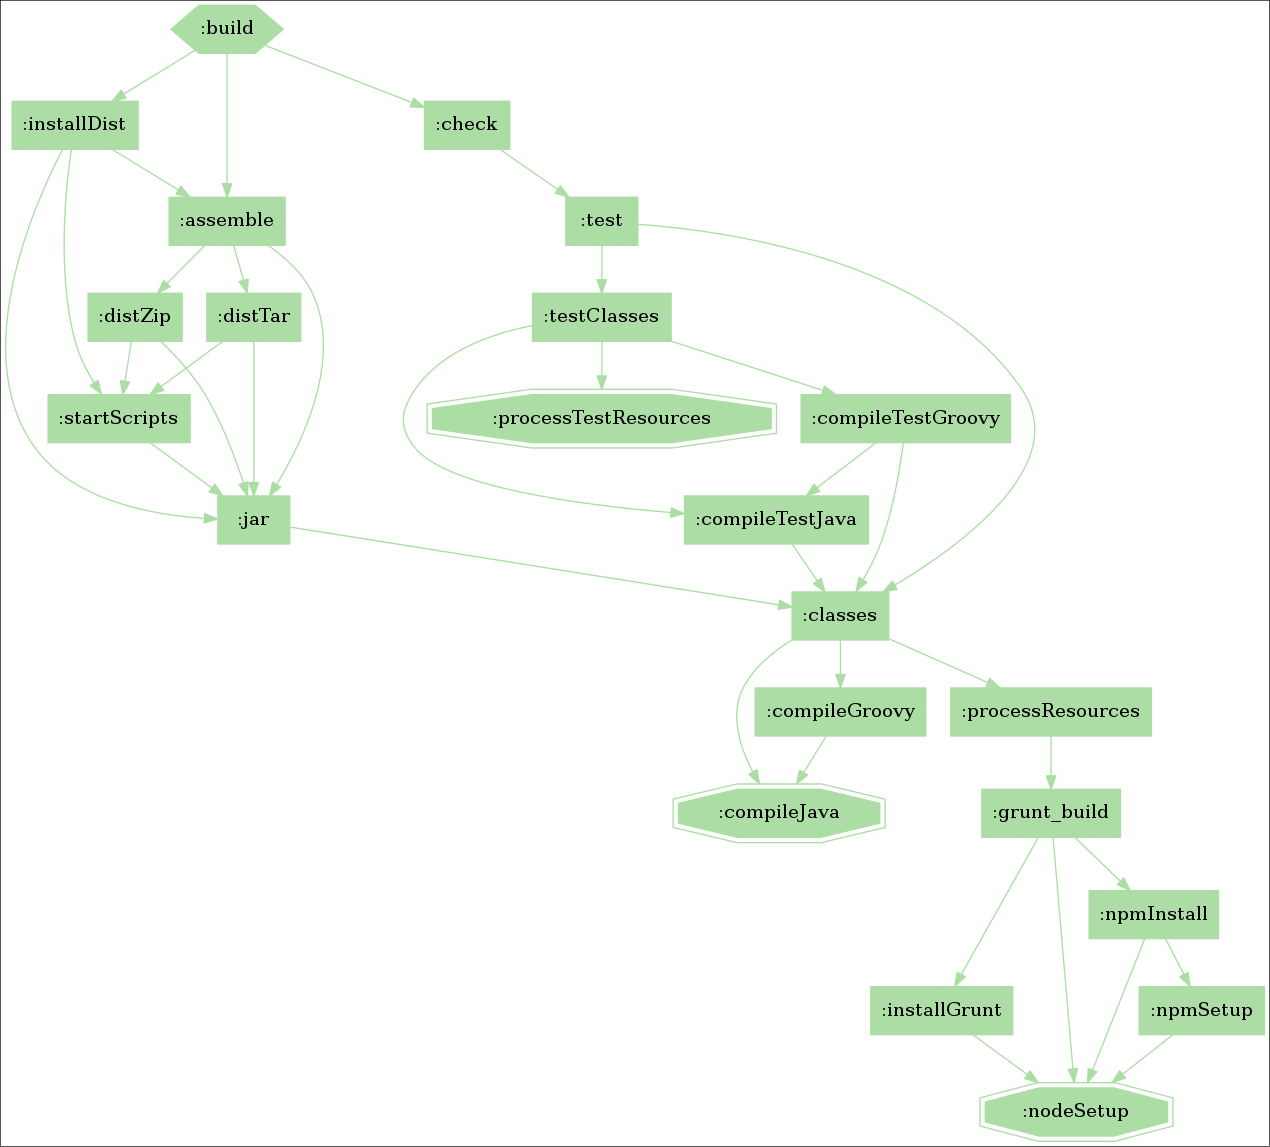 :build
:installDist
:check
:assemble
:test
:distZip
:distTar
:testClasses
:startScripts
:processTestResources
:compileTestGroovy
:jar
:compileTestJava
:classes
:compileGroovy
:processResources
:compileJava
:grunt_build
:npmInstall
:installGrunt
:npmSetup
:nodeSetup